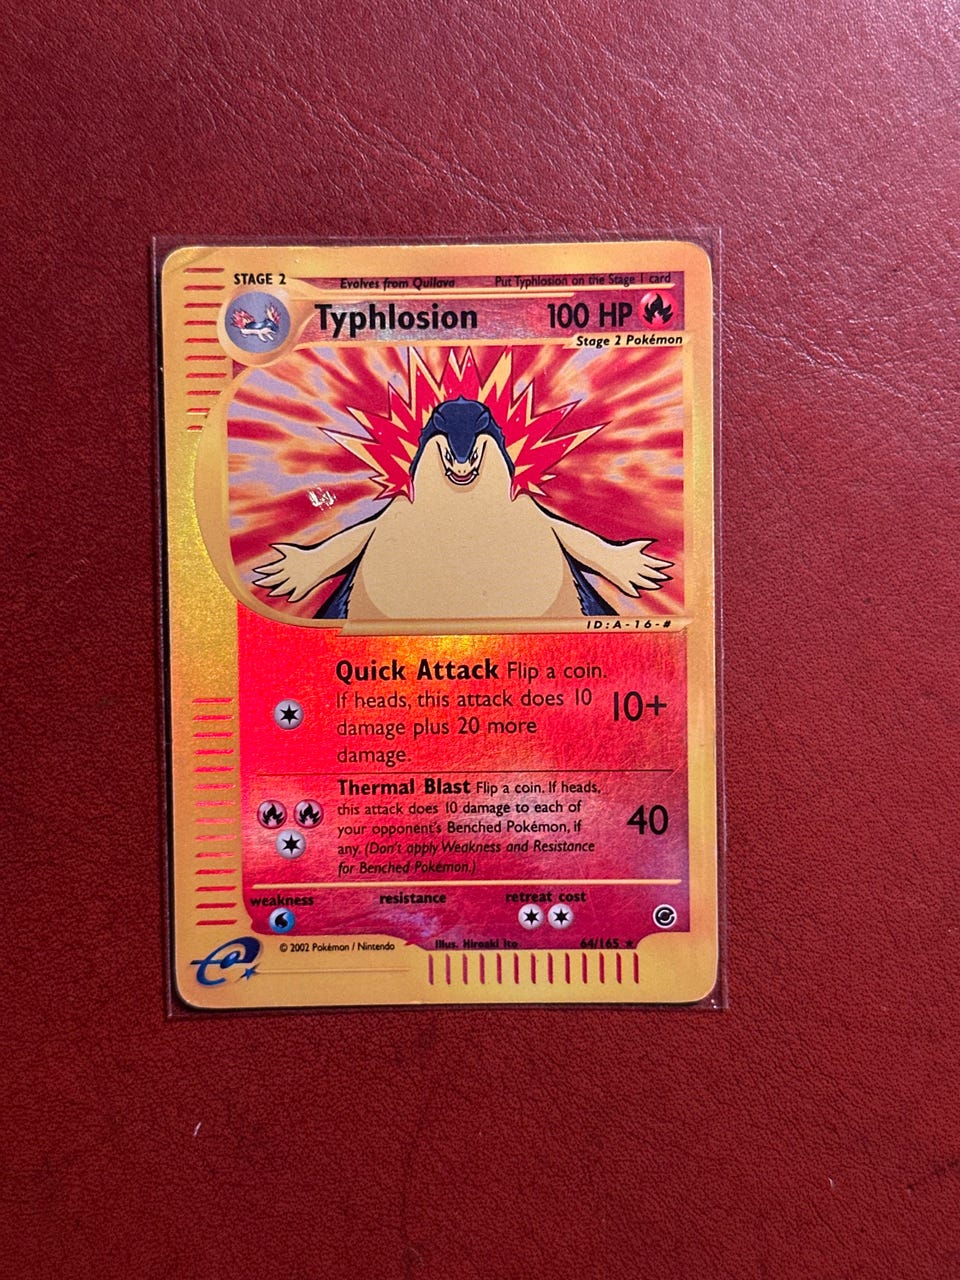 STAGE 2 Evolves from Quilava Put Typhlosion on the Stage 1 card
Typhlosion 100 HP
Stage 2 Pokémon
ID:A-16-#
Quick Attack Flip a coin.
If heads, this attack does 10
damage plus 20 more
damage.
10+
Thermal Blast Flip a coin. If heads,
this attack does 10 damage to each of
your opponent's Benched Pokémon, if
any. (Don't apply Weakness and Resistance
for Benched Pokémon.)
40
weakness resistance retreat cost
e
© 2002 Pokémon / Nintendo Illus. Hiroaki Ito 64/165 ★